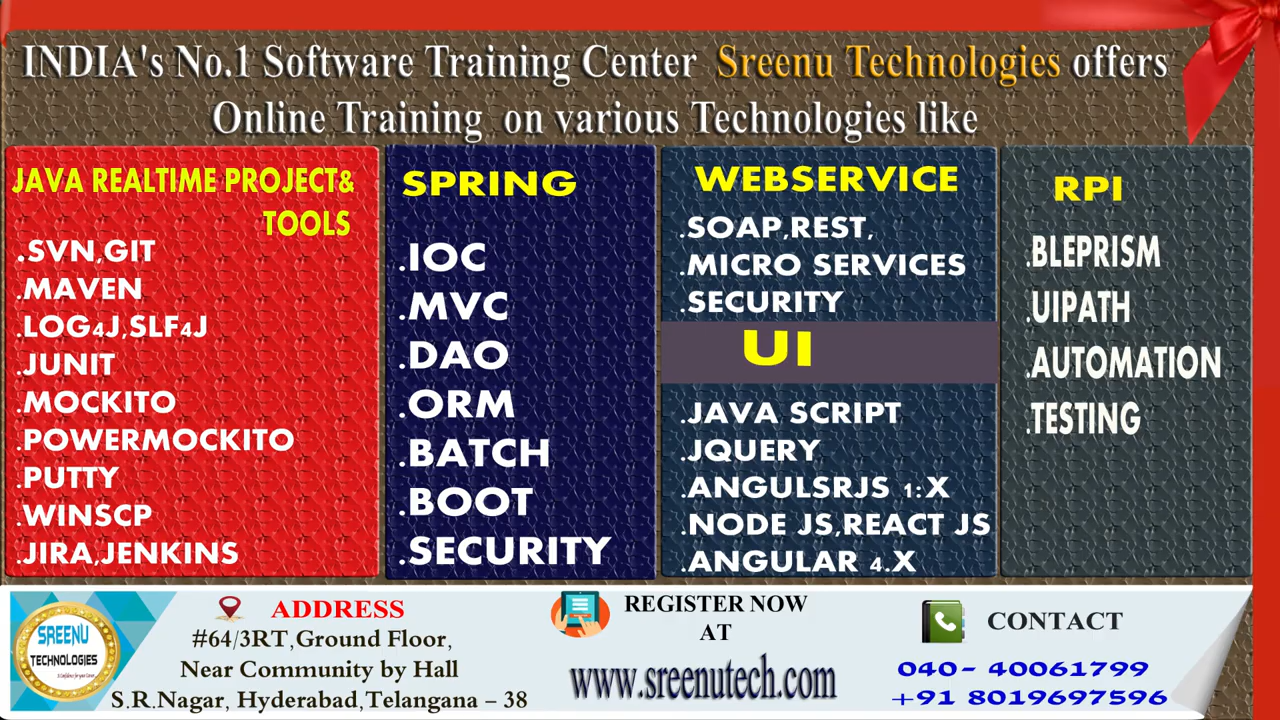 INDIA's No.1 Software Training Center Sreenu Technologies offers
Online Training on various Technologies like
JAVA REALTIME PROJECT&
TOOLS
.SVN,GIT
.MAVEN
.LOG4J,SLF4J
.JUNIT
.MOCKITO
.POWERMOCKITO
.PUTTY
.WINSCP
.JIRA,JENKINS
SPRING
.IOC
.MVC
.DAO
.ORM
.BATCH
.BOOT
.SECURITY
WEBSERVICE
.SOAP,REST,
.MICRO SERVICES
.SECURITY
UI
.JAVA SCRIPT
.JQUERY
.ANGULSRJS 1:X
.NODE JS,REACT JS
.ANGULAR 4.X
RPI
.BLEPRISM
.UIPATH
.AUTOMATION
.TESTING
SREENU
TECHNOLOGIES
ADDRESS
#64/3RT,Ground Floor,
Near Community by Hall
S.R.Nagar, Hyderabad,Telangana – 38
REGISTER NOW
AT
www.sreenutech.com
CONTACT
040- 40061799
+91 8019697596